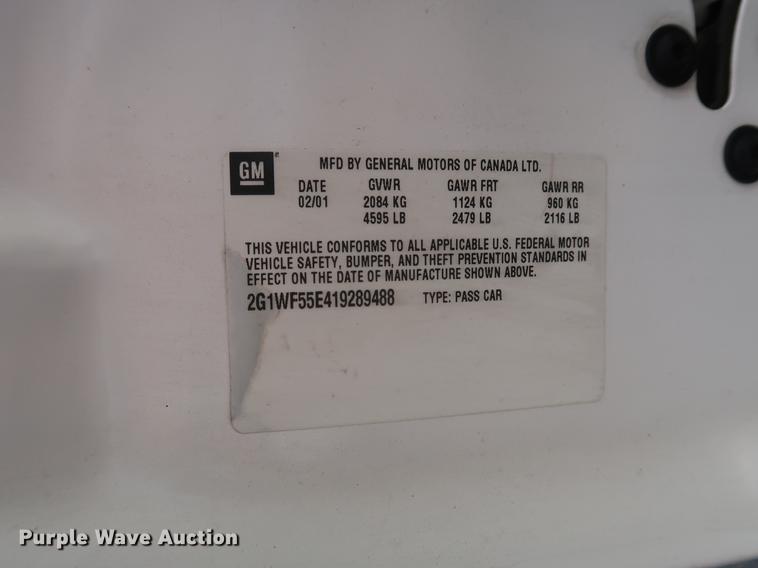 GM
MFD BY GENERAL MOTORS OF CANADA LTD.
DATE GVWR GAWR FRT GAWR RR
02/01 2084 KG 1124 KG 960 KG
4595 LB 2479 LB 2116 LB
THIS VEHICLE CONFORMS TO ALL APPLICABLE U.S. FEDERAL MOTOR
VEHICLE SAFETY, BUMPER, AND THEFT PREVENTION STANDARDS IN
EFFECT ON THE DATE OF MANUFACTURE SHOWN ABOVE.
2G1WF55E419289488 TYPE: PASS CAR
Purple Wave Auction